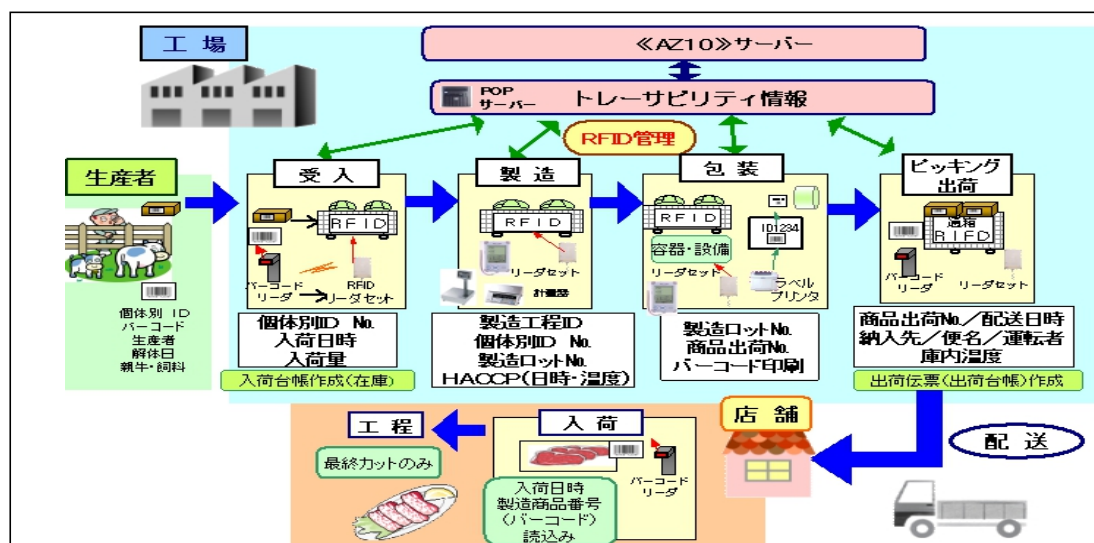 工場
≪AZ10≫サーバー
POP
サーバー
トレーサビリティ情報
RFID管理
生産者
個体別 ID
バーコード
生産者
解体日
親牛・飼料
受入
RFID
バーコード
リーダ
RFID
リーダセット
個体別ID No.
入荷日時
入荷量
入荷台帳作成(在庫)
製造
RFID
リーダセット
計量器
製造工程ID
個体別ID No.
製造ロットNo.
HACCP(日時・温度)
包装
RFID
容器・設備
リーダセット
ID1234
ラベル
プリンタ
製造ロットNo.
商品出荷No.
バーコード印刷
ピッキング
出荷
通箱
RIFD
バーコード
リーダ
リーダセット
商品出荷No.／配送日時
納入先／便名／運転者
庫内温度
出荷伝票(出荷台帳)作成
配送
店舗
入荷
バーコード
リーダ
入荷日時
製造商品番号
(バーコード)
読込み
工程
最終カットのみ